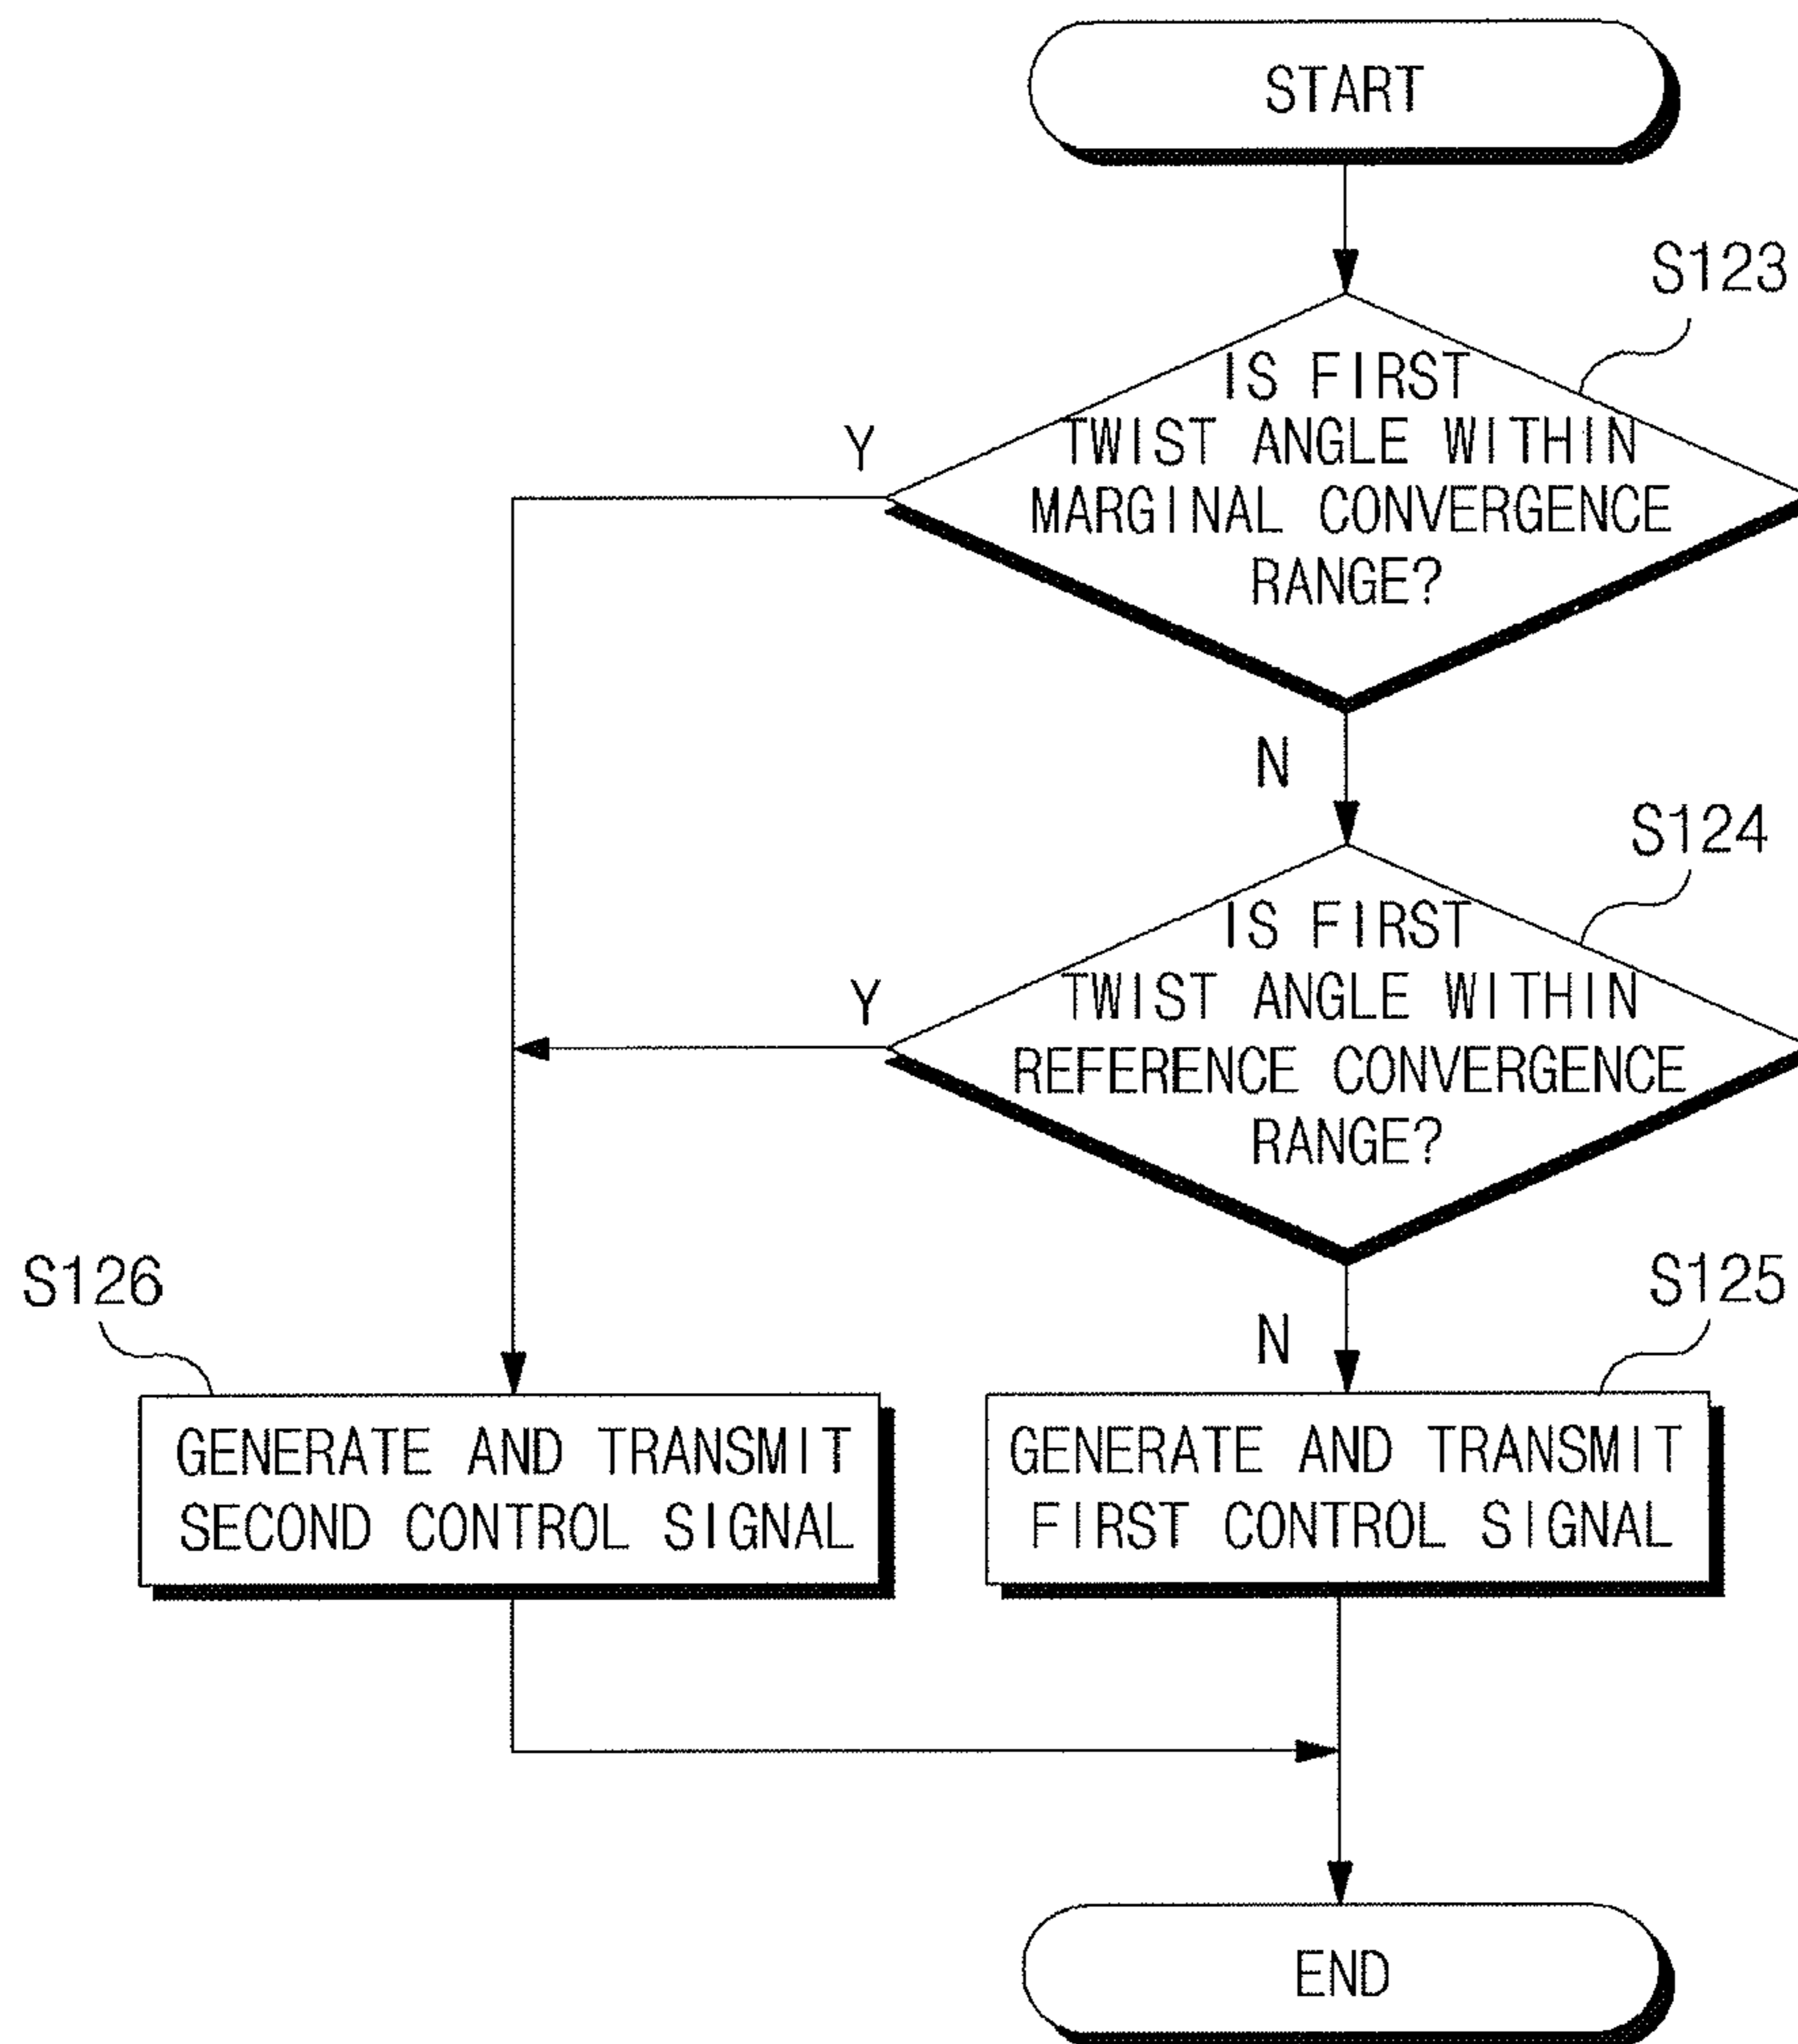 START
S123
IS FIRST
TWIST ANGLE WITHIN
MARGINAL CONVERGENCE
RANGE?
Y
N
S124
IS FIRST
TWIST ANGLE WITHIN
REFERENCE CONVERGENCE
RANGE?
Y
N
S126
GENERATE AND TRANSMIT
SECOND CONTROL SIGNAL
S125
GENERATE AND TRANSMIT
FIRST CONTROL SIGNAL
END